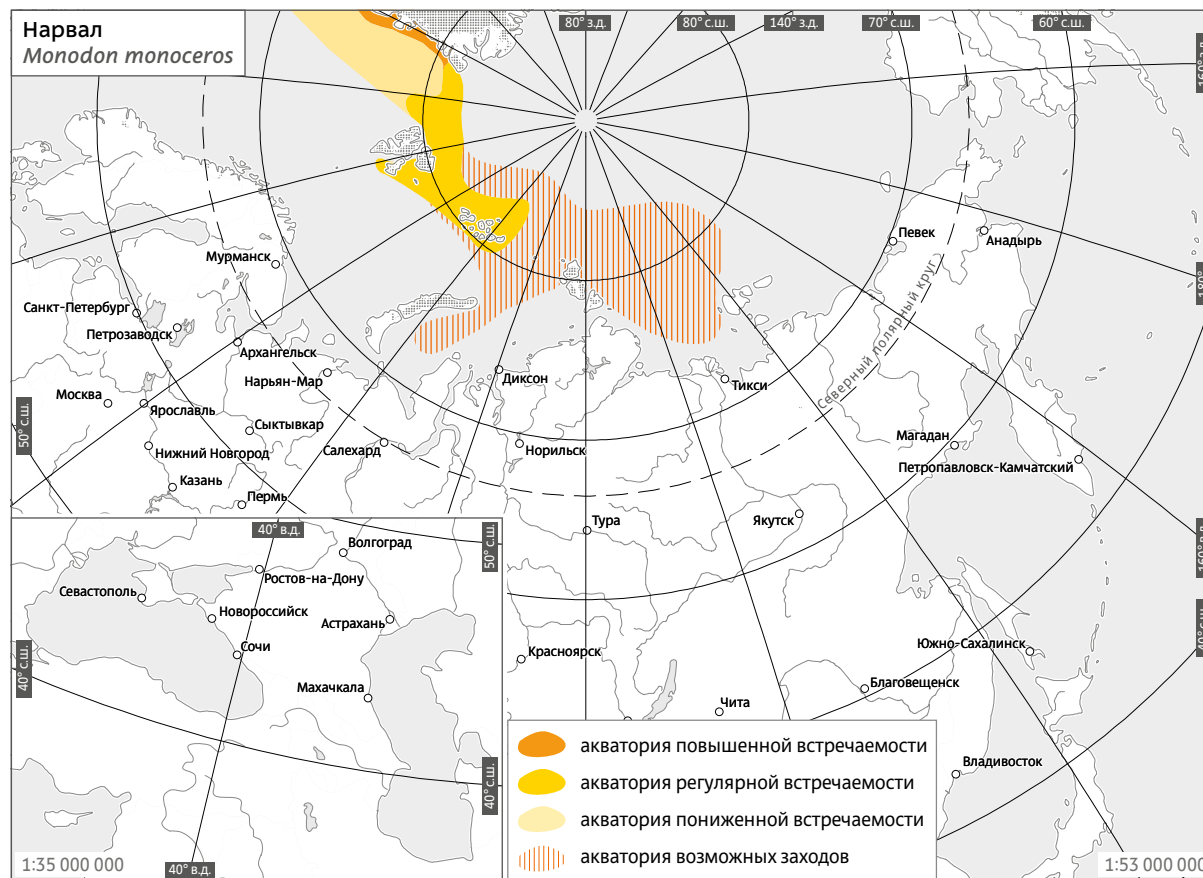 Нарвал
Monodon monoceros
80° з.д.
80° с.ш.
140° з.д.
70° с.ш.
60° с.ш.
160° з.д.
Певек
Анадырь
Мурманск
180°
Северный полярный круг
Санкт-Петербург
Петрозаводск
Архангельск
Нарьян-Мар
Диксон
Тикси
Москва
Ярославль
50° с.ш.
Сыктывкар
Салехард
Норильск
Магадан
Нижний Новгород
Петропавловск-Камчатский
Казань
Пермь
Тура
Якутск
40° в.д.
50° с.ш.
160° в.д.
Волгоград
Ростов-на-Дону
Севастополь
Новороссийск
Астрахань
40° с.ш.
Сочи
Красноярск
Южно-Сахалинск
40° с.ш.
Махачкала
Благовещенск
Чита
акватория повышенной встречаемости
Владивосток
40° с.ш.
акватория регулярной встречаемости
акватория пониженной встречаемости
акватория возможных заходов
1:35 000 000
40° в.д.
1:53 000 000